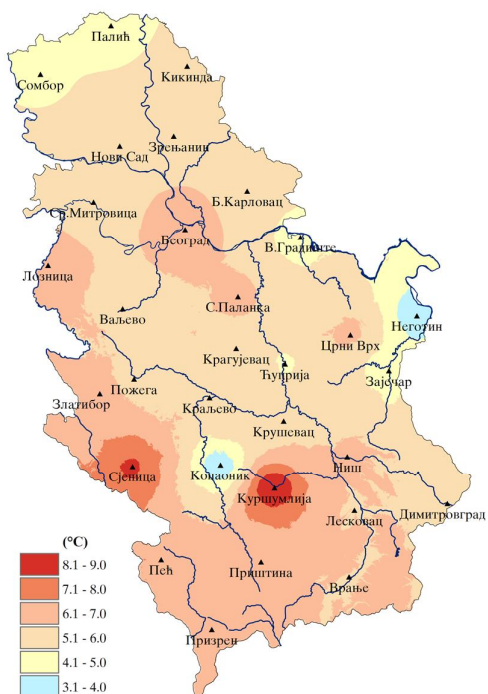 Палић
Сомбор
Кикинда
Зрењанин
Нови Сад
Б.Карловац
Ср.Митровица
Београд
В.Градиште
Лозница
С.Паланка
Ваљево
Неготин
Црни Врх
Крагујевац
Ћуприја
Зајечар
Пожега
Златибор
Краљево
Крушевац
Ниш
Сјеница
Копаоник
Куршумлија
Димитровград
Лесковац
Пећ
Приштина
Врање
Призрен
(°C)
8.1 - 9.0
7.1 - 8.0
6.1 - 7.0
5.1 - 6.0
4.1 - 5.0
3.1 - 4.0